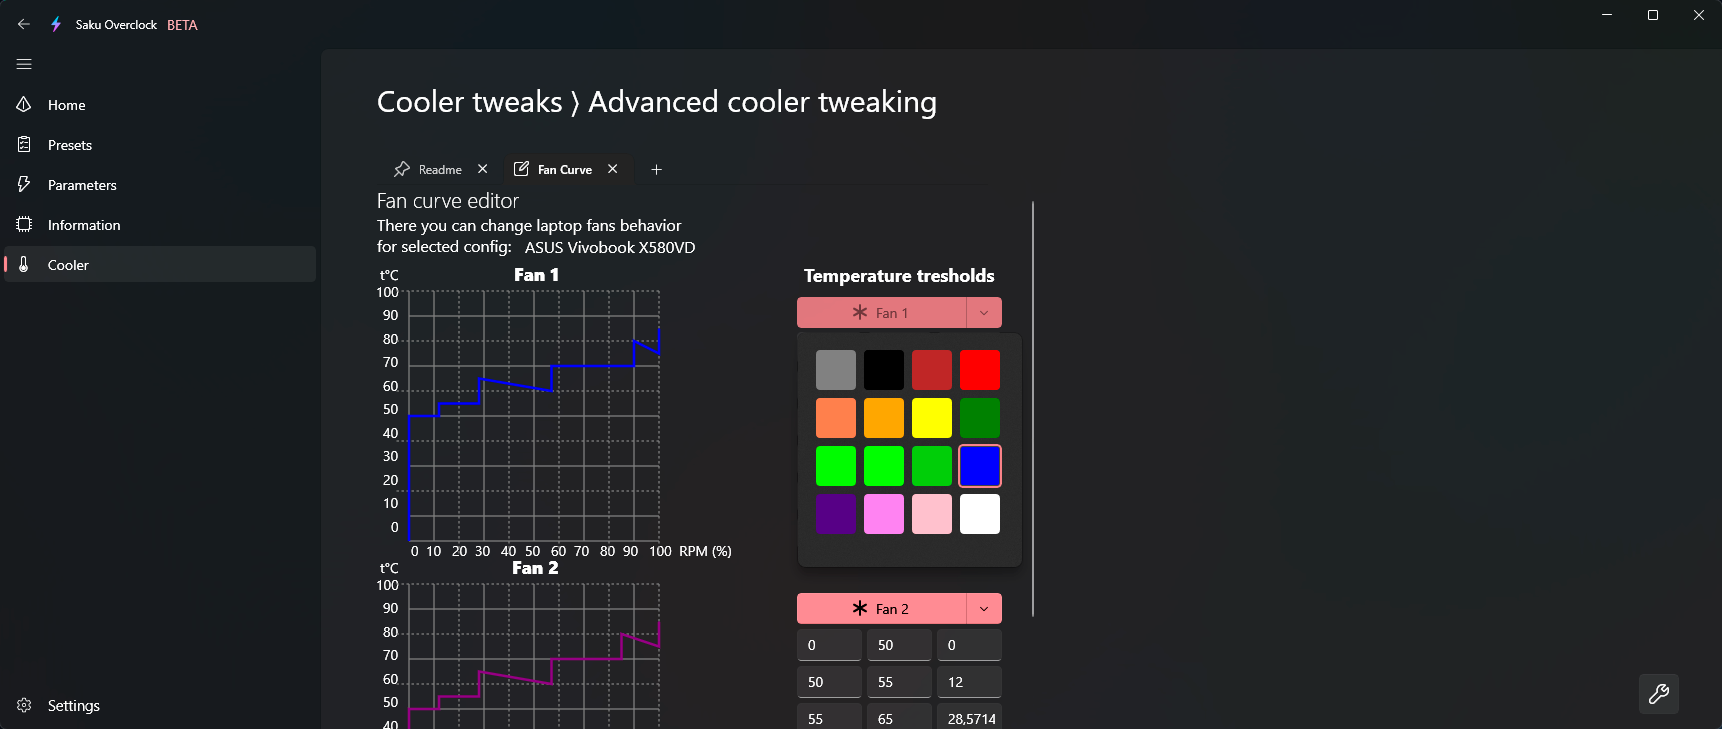 Saku Overclock BETA
Home
Presets
Parameters
Information
Cooler
Settings
Cooler tweaks ⟩ Advanced cooler tweaking
Readme
Fan Curve
Fan curve editor
There you can change laptop fans behavior
for selected config: ASUS Vivobook X580VD
t°C
Fan 1
100
90
80
70
60
50
40
30
20
10
0
0 10 20 30 40 50 60 70 80 90 100 RPM (%)
t°C
Fan 2
100
90
80
70
60
50
40
Temperature tresholds
Fan 1
Fan 2
0 50 0
50 55 12
55 65 28,5714